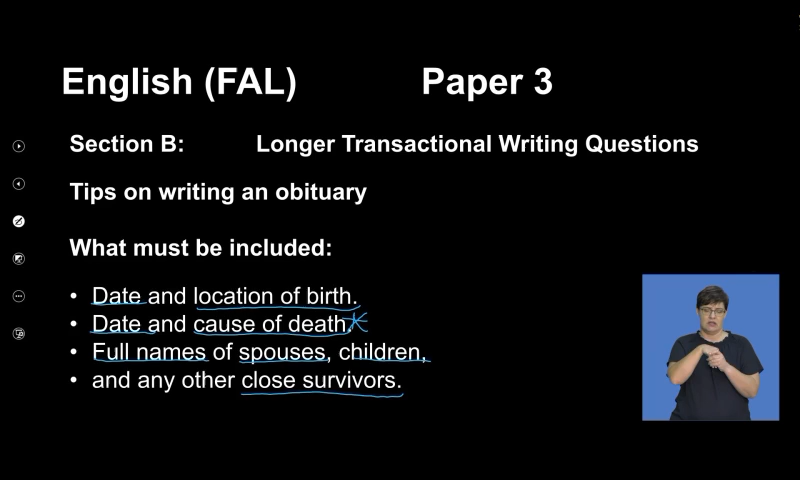 English (FAL) Paper 3
Section B: Longer Transactional Writing Questions
Tips on writing an obituary
What must be included:
• Date and location of birth.
• Date and cause of death.*
• Full names of spouses, children,
• and any other close survivors.